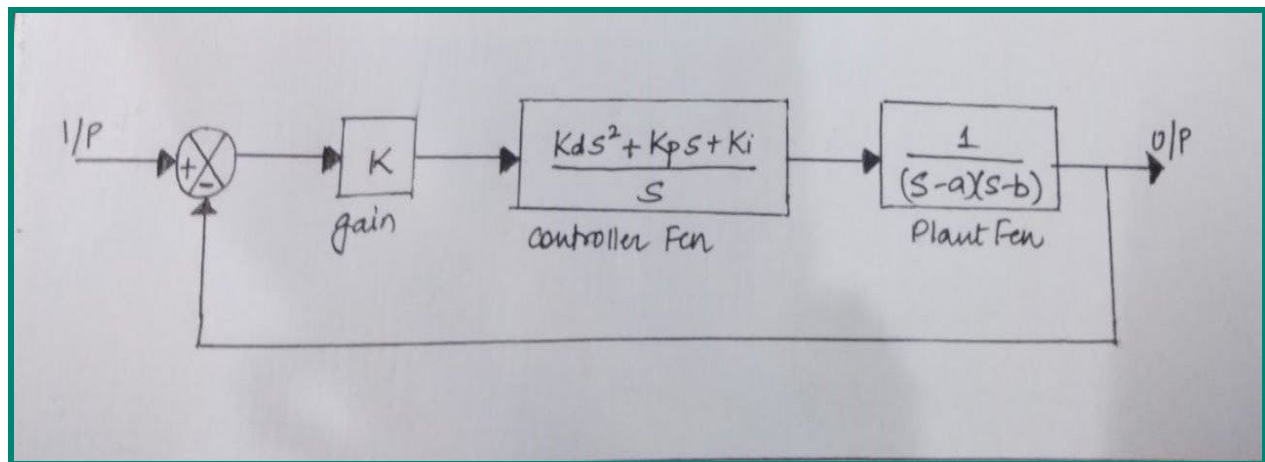 I/P
+
-
K
gain
Kds²+Kps+Ki
S
Controller Fcn
1
(S-a)(S-b)
Plant Fcn
O/P